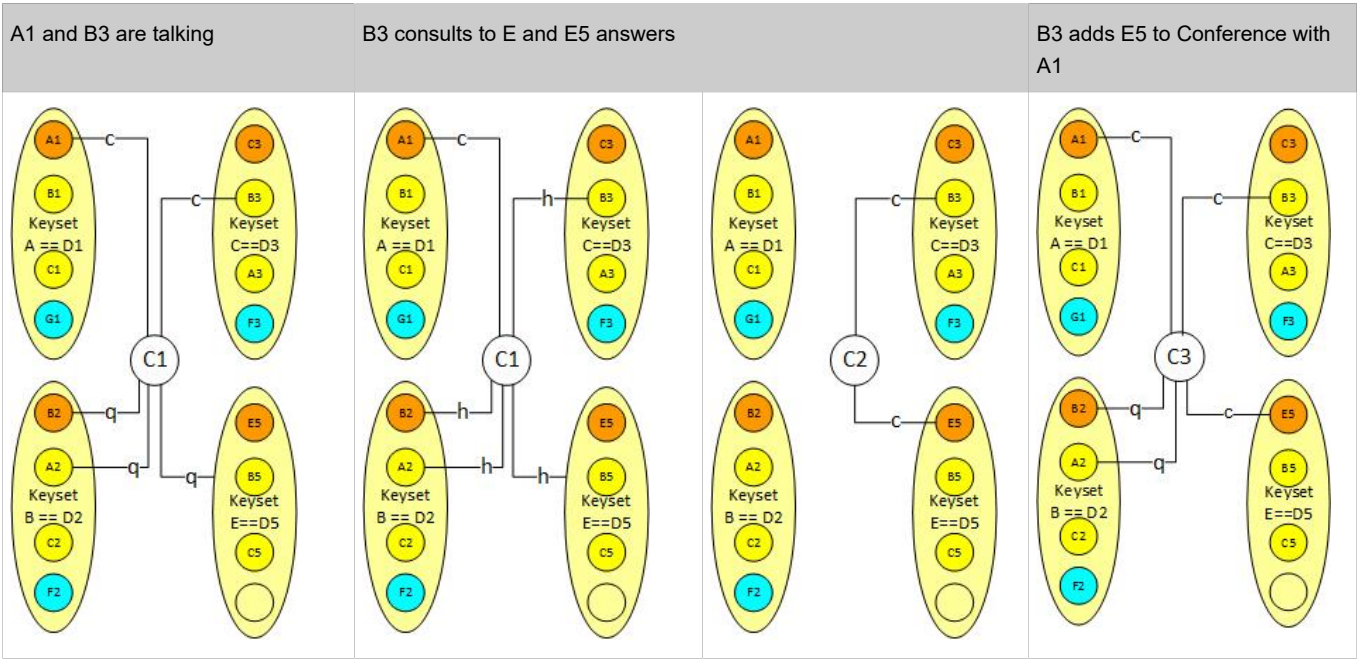 A1 and B3 are talking
B3 consults to E and E5 answers
B3 adds E5 to Conference with
A1
A1
c
B1
Keyset
A == D1
C1
G1
C3
c
B3
Keyset
C==D3
A3
F3
C1
B2
q
A2
q
Keyset
B == D2
C2
F2
E5
q
B5
Keyset
E==D5
C5
A1
c
B1
Keyset
A == D1
C1
G1
C3
h
B3
Keyset
C==D3
A3
F3
C1
B2
h
A2
h
Keyset
B == D2
C2
F2
E5
h
B5
Keyset
E==D5
C5
A1
B1
Keyset
A == D1
C1
G1
C3
c
B3
Keyset
C==D3
A3
F3
C2
B2
A2
Keyset
B == D2
C2
F2
c
E5
B5
Keyset
E==D5
C5
A1
c
B1
Keyset
A == D1
C1
G1
C3
c
B3
Keyset
C==D3
A3
F3
C3
B2
q
A2
q
Keyset
B == D2
C2
F2
c
E5
B5
Keyset
E==D5
C5